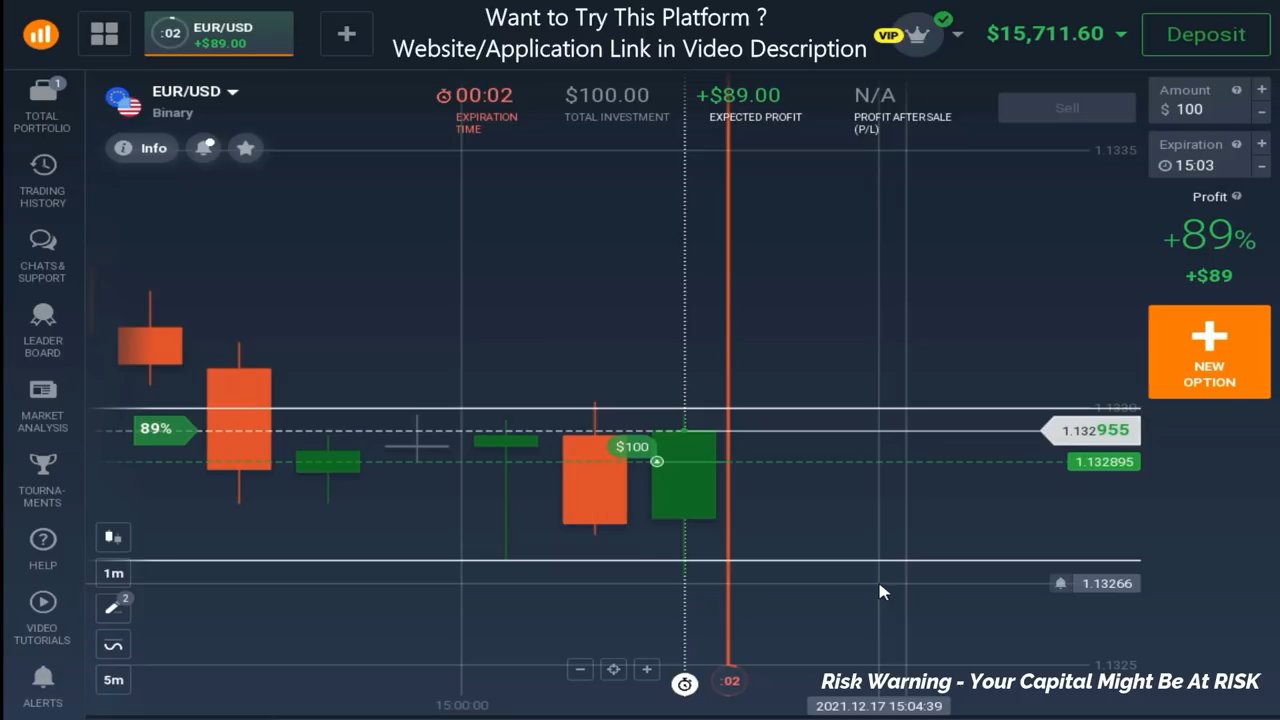 Want to Try This Platform ?
Website/Application Link in Video Description
:02
EUR/USD
+$89.00
VIP
$15,711.60
Deposit
1
TOTAL
PORTFOLIO
TRADING
HISTORY
CHATS &
SUPPORT
LEADER
BOARD
MARKET
ANALYSIS
TOURNA-
MENTS
HELP
VIDEO
TUTORIALS
ALERTS
EUR/USD
Binary
Info
00:02
EXPIRATION
TIME
$100.00
TOTAL INVESTMENT
+$89.00
EXPECTED PROFIT
N/A
PROFIT AFTER SALE
(P/L)
Sell
1.1335
89%
$100
1.1330
1.132955
1.132895
1.13266
1.1325
1m
2
5m
:02
15:00:00
2021.12.17 15:04:39
Amount
$ 100
+
−
Expiration
15:03
+
−
Profit
+89%
+$89
NEW
OPTION
Risk Warning - Your Capital Might Be At RISK